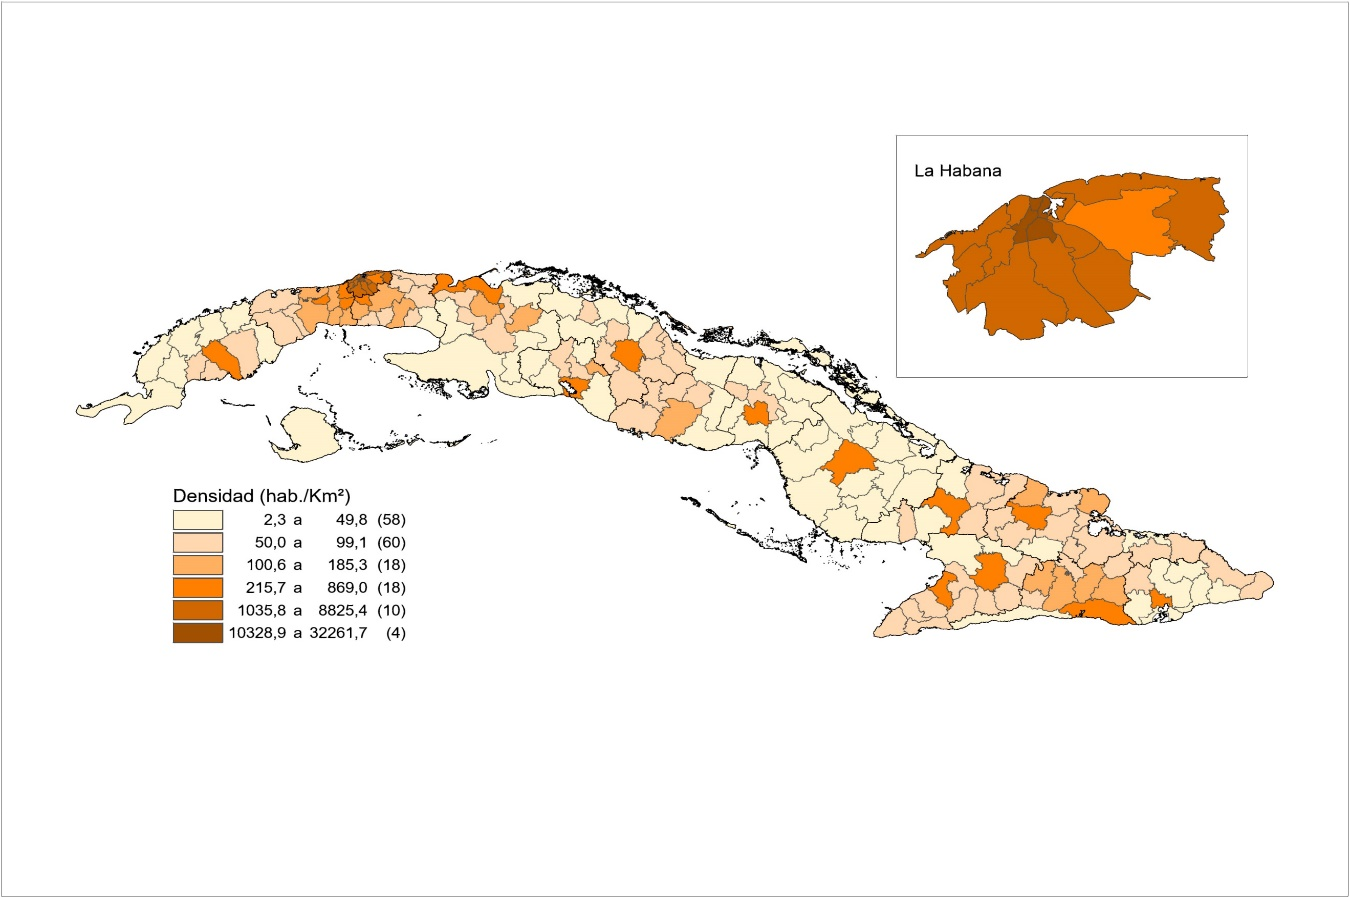 La Habana
Densidad (hab./Km²)
2,3 a 49,8 (58)
50,0 a 99,1 (60)
100,6 a 185,3 (18)
215,7 a 869,0 (18)
1035,8 a 8825,4 (10)
10328,9 a 32261,7 (4)